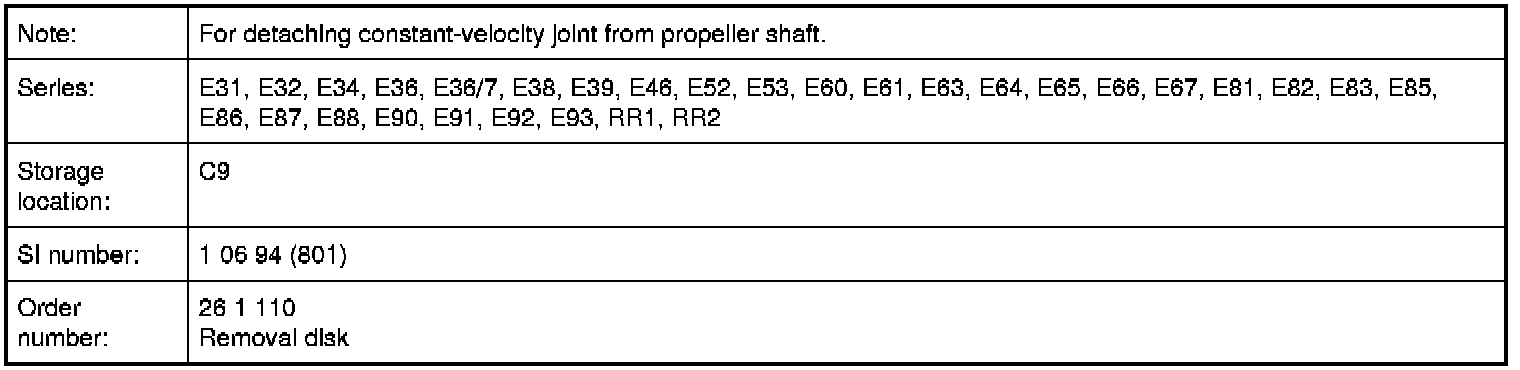 Note: For detaching constant-velocity joint from propeller shaft.
Series: E31, E32, E34, E36, E36/7, E38, E39, E46, E52, E53, E60, E61, E63, E64, E65, E66, E67, E81, E82, E83, E85,
E86, E87, E88, E90, E91, E92, E93, RR1, RR2
Storage C9
location:
SI number: 1 06 94 (801)
Order 26 1 110
number: Removal disk